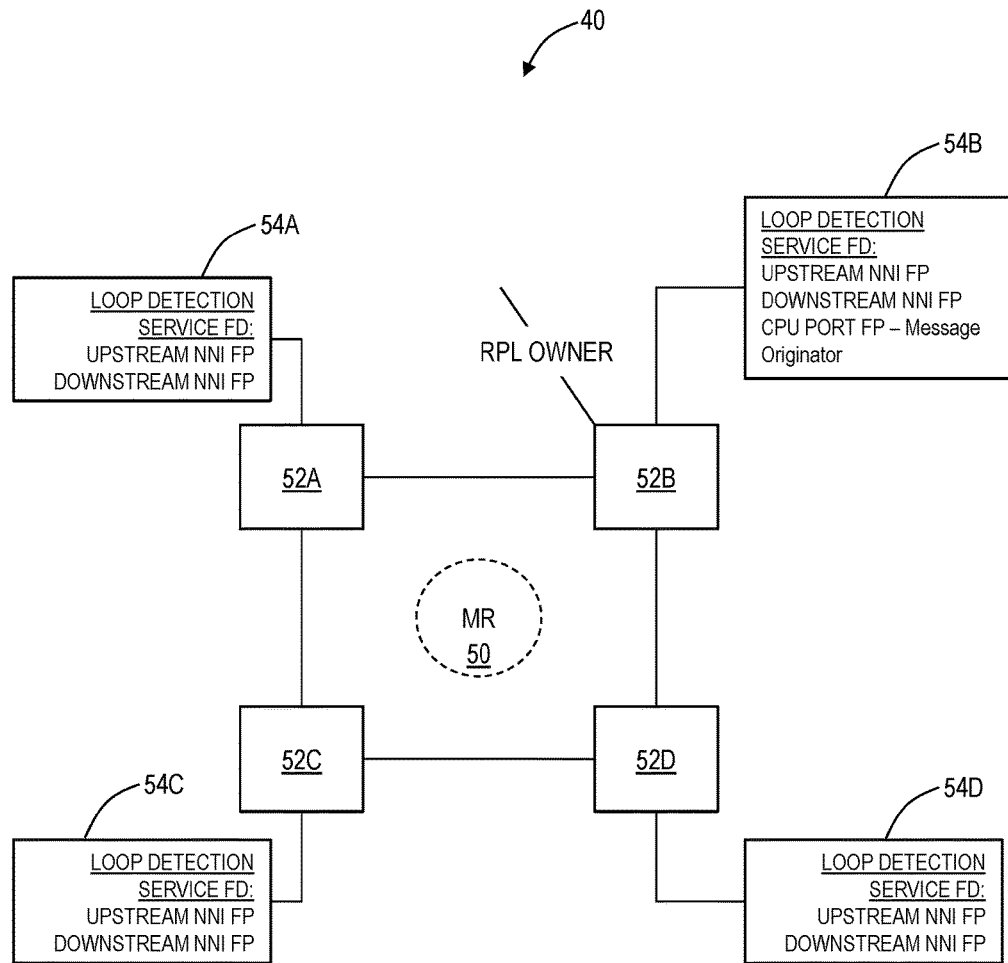 40
54B
LOOP DETECTION
SERVICE FD:
UPSTREAM NNI FP
DOWNSTREAM NNI FP
CPU PORT FP – Message
Originator
54A
LOOP DETECTION
SERVICE FD:
UPSTREAM NNI FP
DOWNSTREAM NNI FP
RPL OWNER
52A
52B
MR
50
52C
52D
54C
LOOP DETECTION
SERVICE FD:
UPSTREAM NNI FP
DOWNSTREAM NNI FP
54D
LOOP DETECTION
SERVICE FD:
UPSTREAM NNI FP
DOWNSTREAM NNI FP